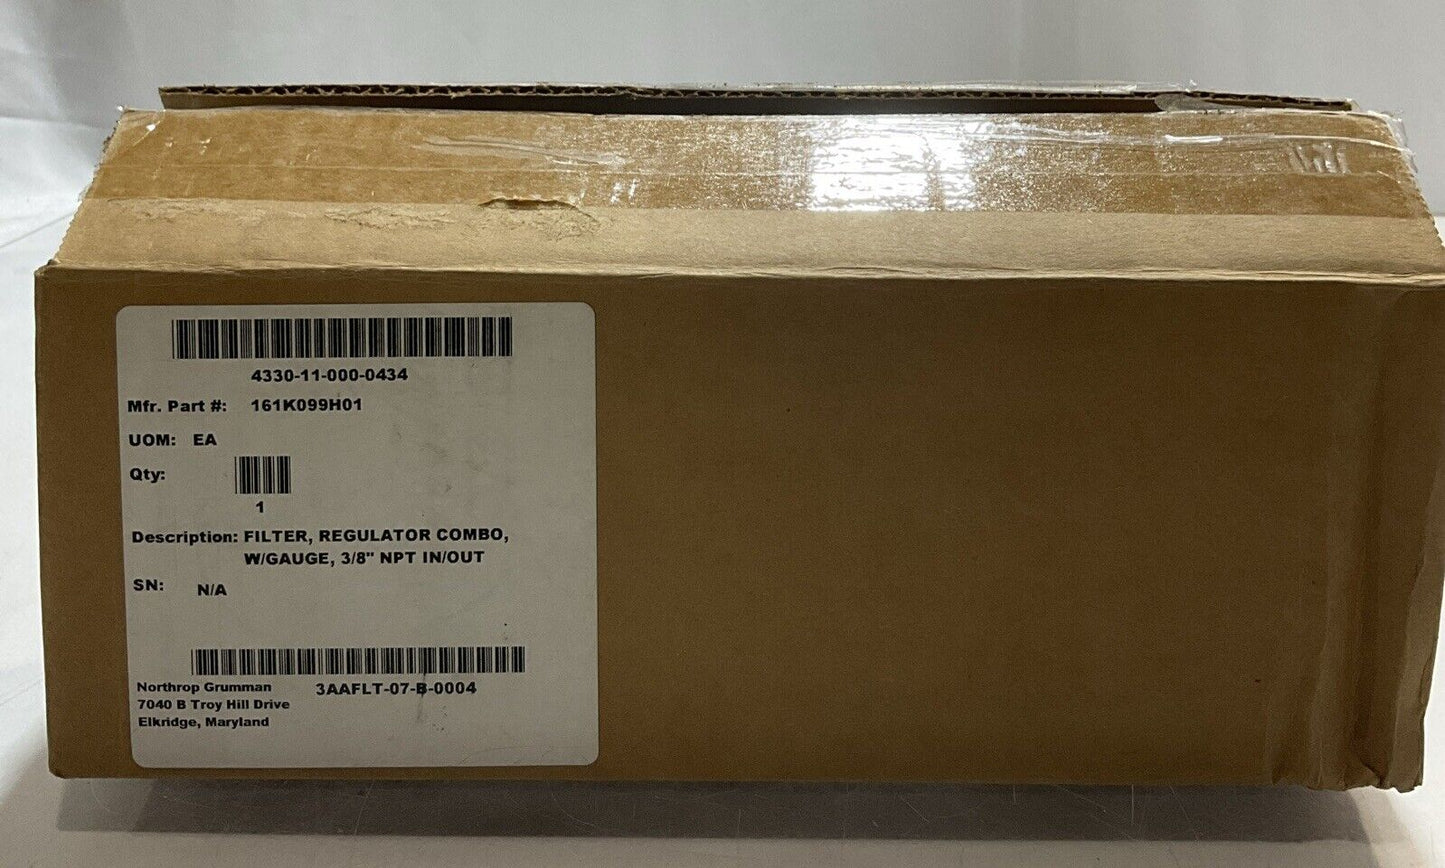 4330-11-000-0434
Mfr. Part #: 161K099H01
UOM: EA
Qty:
1
Description: FILTER, REGULATOR COMBO,
W/GAUGE, 3/8" NPT IN/OUT
SN: N/A
Northrop Grumman 3AAFLT-07-B-0004
7040 B Troy Hill Drive
Elkridge, Maryland